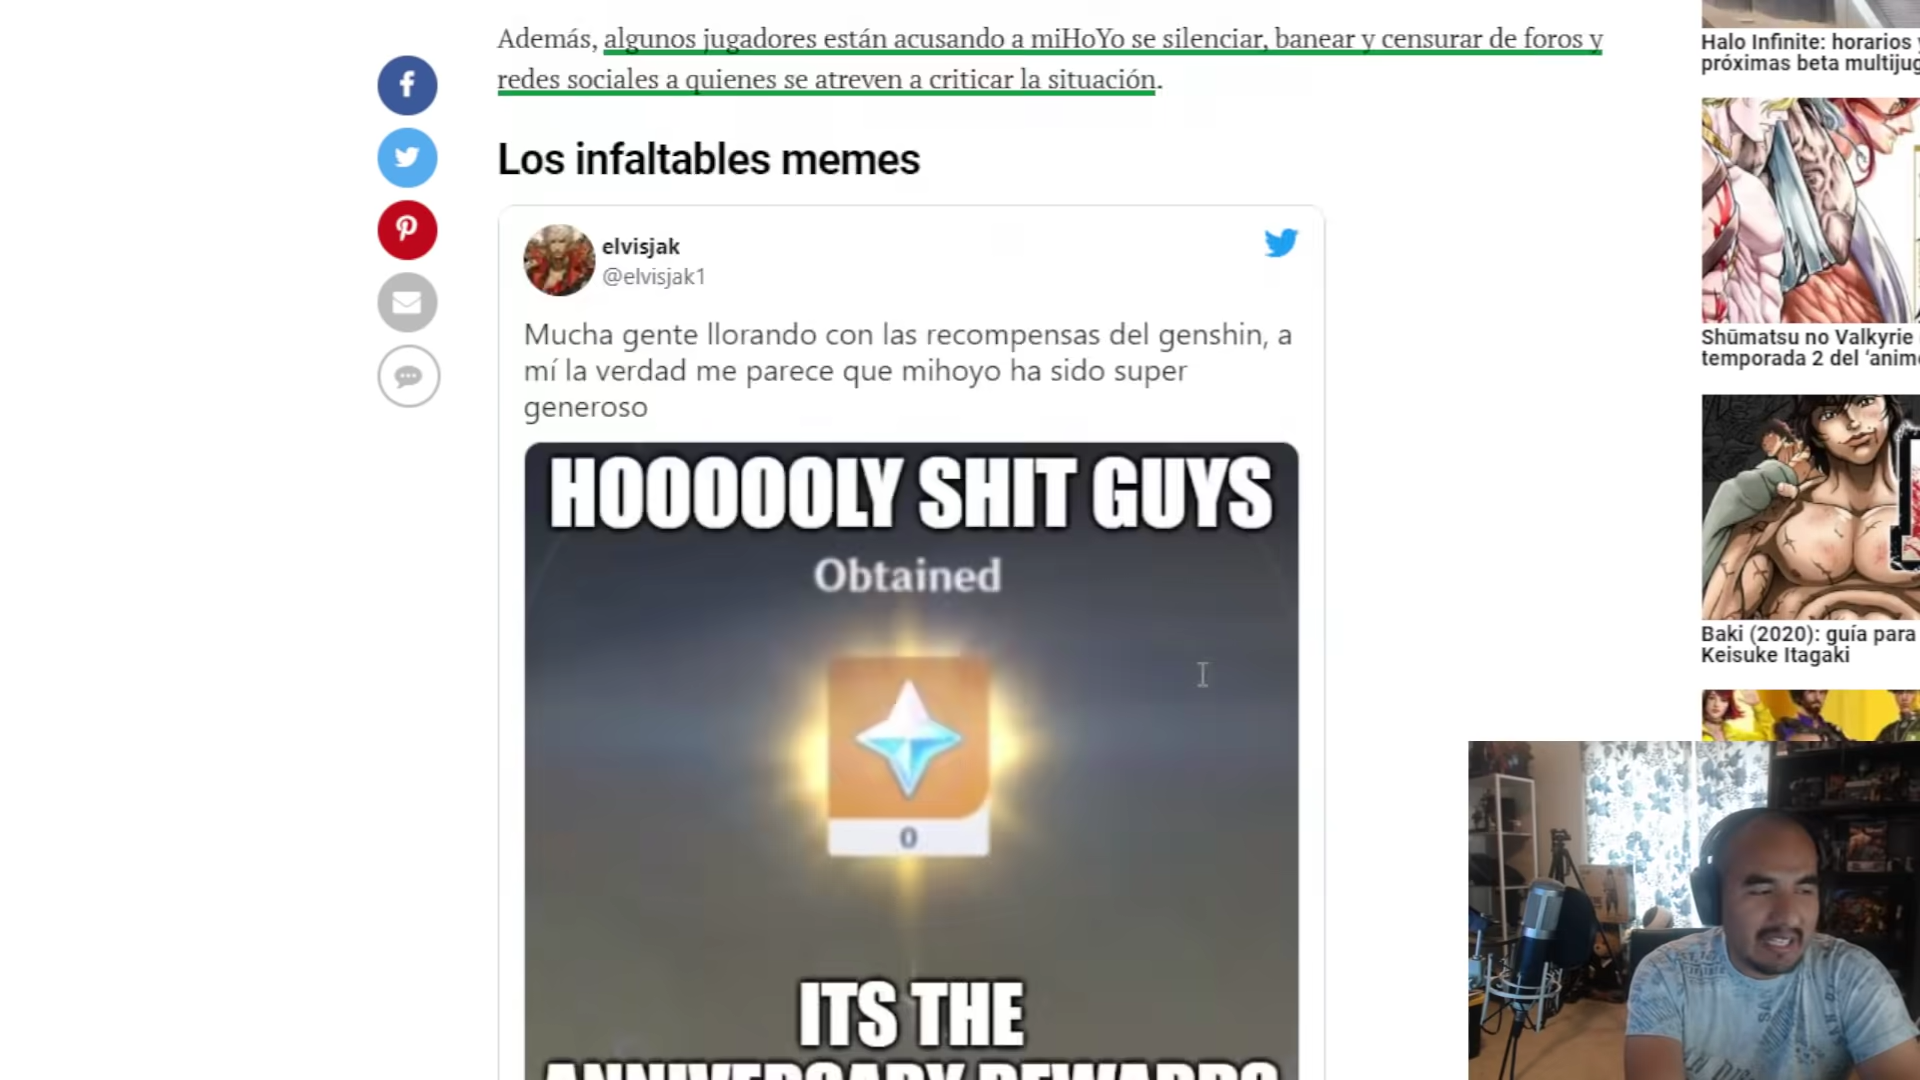 Además, algunos jugadores están acusando a miHoYo se silenciar, banear y censurar de foros y
redes sociales a quienes se atreven a criticar la situación.
Los infaltables memes
elvisjak
@elvisjak1
Mucha gente llorando con las recompensas del genshin, a
mí la verdad me parece que mihoyo ha sido super
generoso
HOOOOOLY SHIT GUYS
Obtained
0
ITS THE
ANNIVERSARY REWARDS
Halo Infinite: horarios y
próximas beta multijug
Shūmatsu no Valkyrie
temporada 2 del ‘anim
Baki (2020): guía para
Keisuke Itagaki